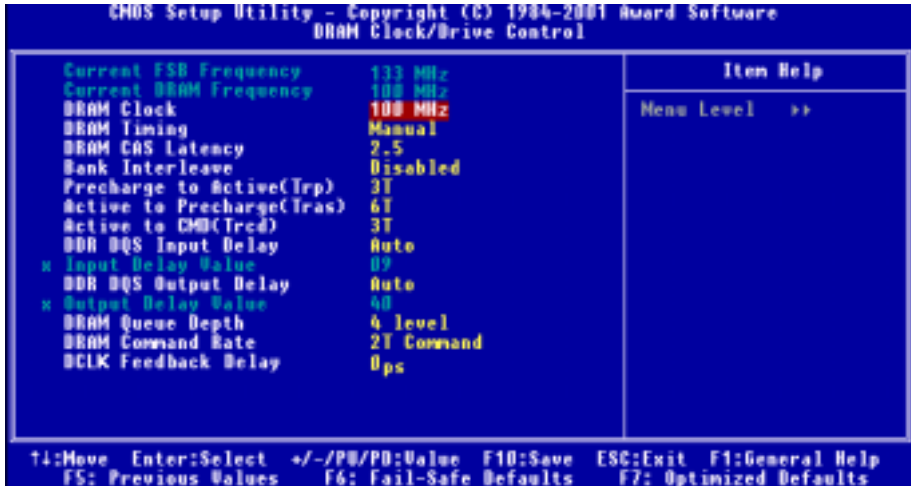 CMOS Setup Utility - Copyright (C) 1984-2001 Award Software
DRAM Clock/Drive Control
Current FSB Frequency 133 MHz
Current DRAM Frequency 100 MHz
DRAM Clock 100 MHz
DRAM Timing Manual
DRAM CAS Latency 2.5
Bank Interleave Disabled
Precharge to Active(Trp) 3T
Active to Precharge(Tras) 6T
Active to CMD(Trcd) 3T
DDR DQS Input Delay Auto
x Input Delay Value 09
DDR DQS Output Delay Auto
x Output Delay Value 40
DRAM Queue Depth 4 level
DRAM Command Rate 2T Command
DCLK Feedback Delay 0ps
Item Help
Menu Level ▸▸
↑↓:Move Enter:Select +/-/PU/PD:Value F10:Save ESC:Exit F1:General Help
F5: Previous Values F6: Fail-Safe Defaults F7: Optimized Defaults